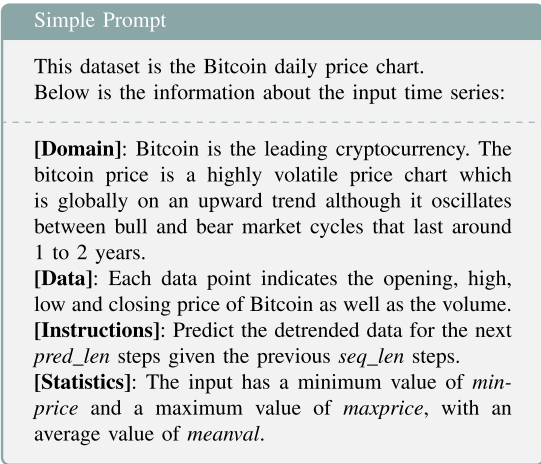 Simple Prompt
This dataset is the Bitcoin daily price chart.
Below is the information about the input time series:
[Domain]: Bitcoin is the leading cryptocurrency. The
bitcoin price is a highly volatile price chart which
is globally on an upward trend although it oscillates
between bull and bear market cycles that last around
1 to 2 years.
[Data]: Each data point indicates the opening, high,
low and closing price of Bitcoin as well as the volume.
[Instructions]: Predict the detrended data for the next
pred_len steps given the previous seq_len steps.
[Statistics]: The input has a minimum value of min-
price and a maximum value of maxprice, with an
average value of meanval.